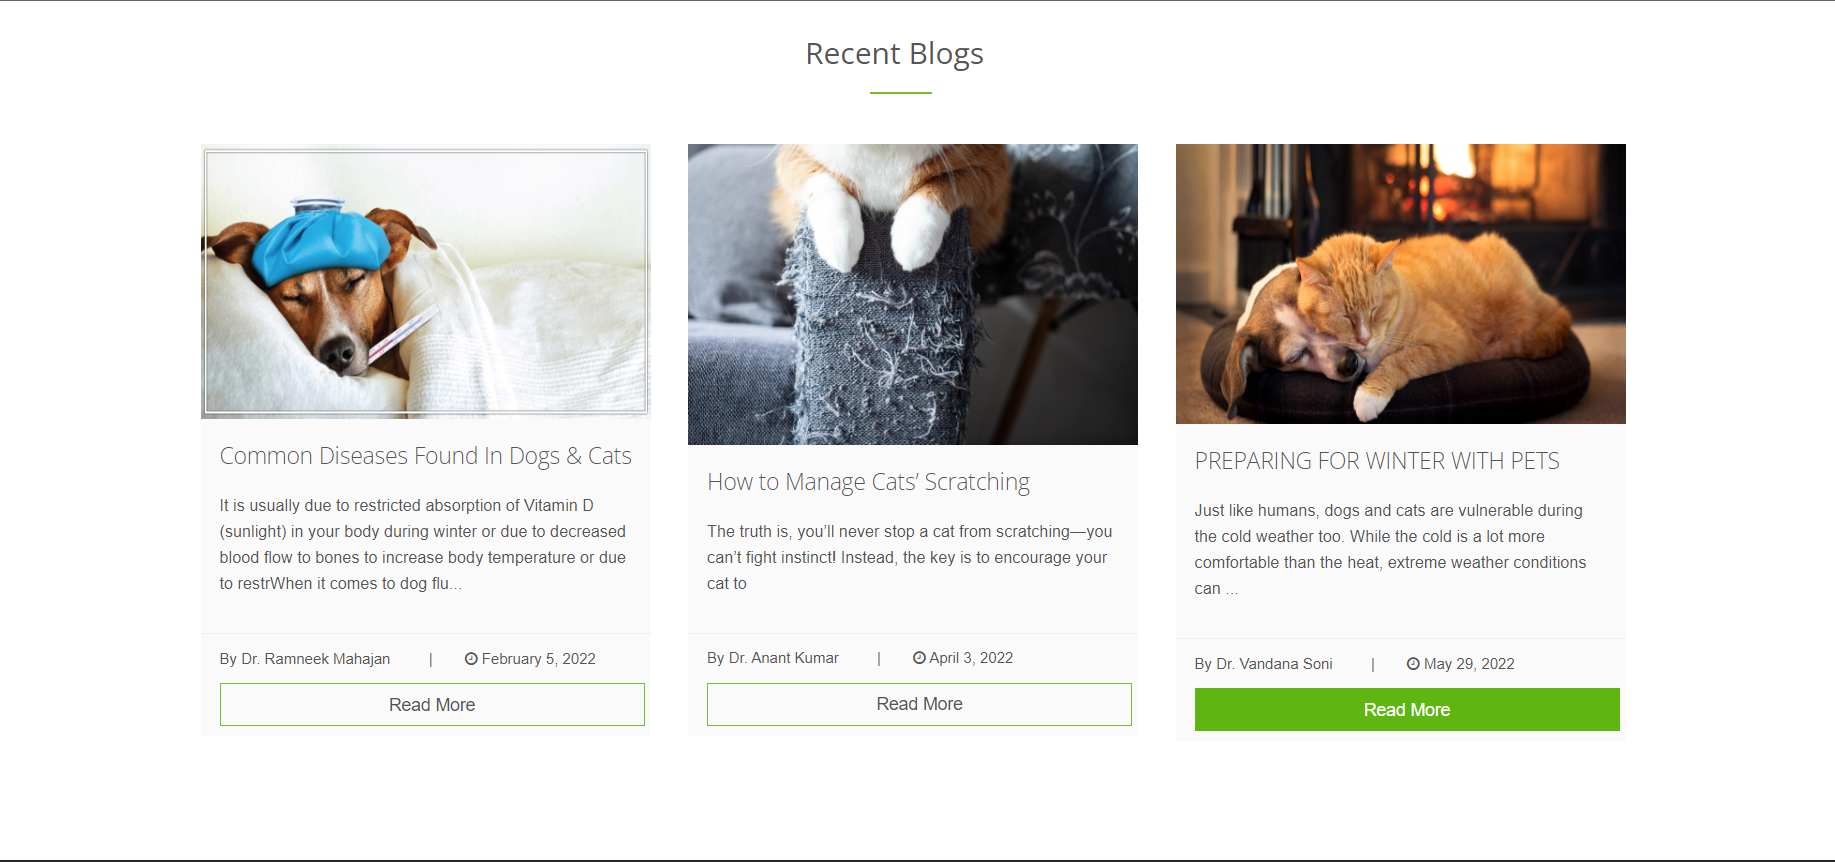 Recent Blogs
Common Diseases Found In Dogs & Cats
It is usually due to restricted absorption of Vitamin D
(sunlight) in your body during winter or due to decreased
blood flow to bones to increase body temperature or due
to restrWhen it comes to dog flu...
By Dr. Ramneek Mahajan | February 5, 2022
Read More
How to Manage Cats’ Scratching
The truth is, you’ll never stop a cat from scratching—you
can’t fight instinct! Instead, the key is to encourage your
cat to
By Dr. Anant Kumar | April 3, 2022
Read More
PREPARING FOR WINTER WITH PETS
Just like humans, dogs and cats are vulnerable during
the cold weather too. While the cold is a lot more
comfortable than the heat, extreme weather conditions
can ...
By Dr. Vandana Soni | May 29, 2022
Read More